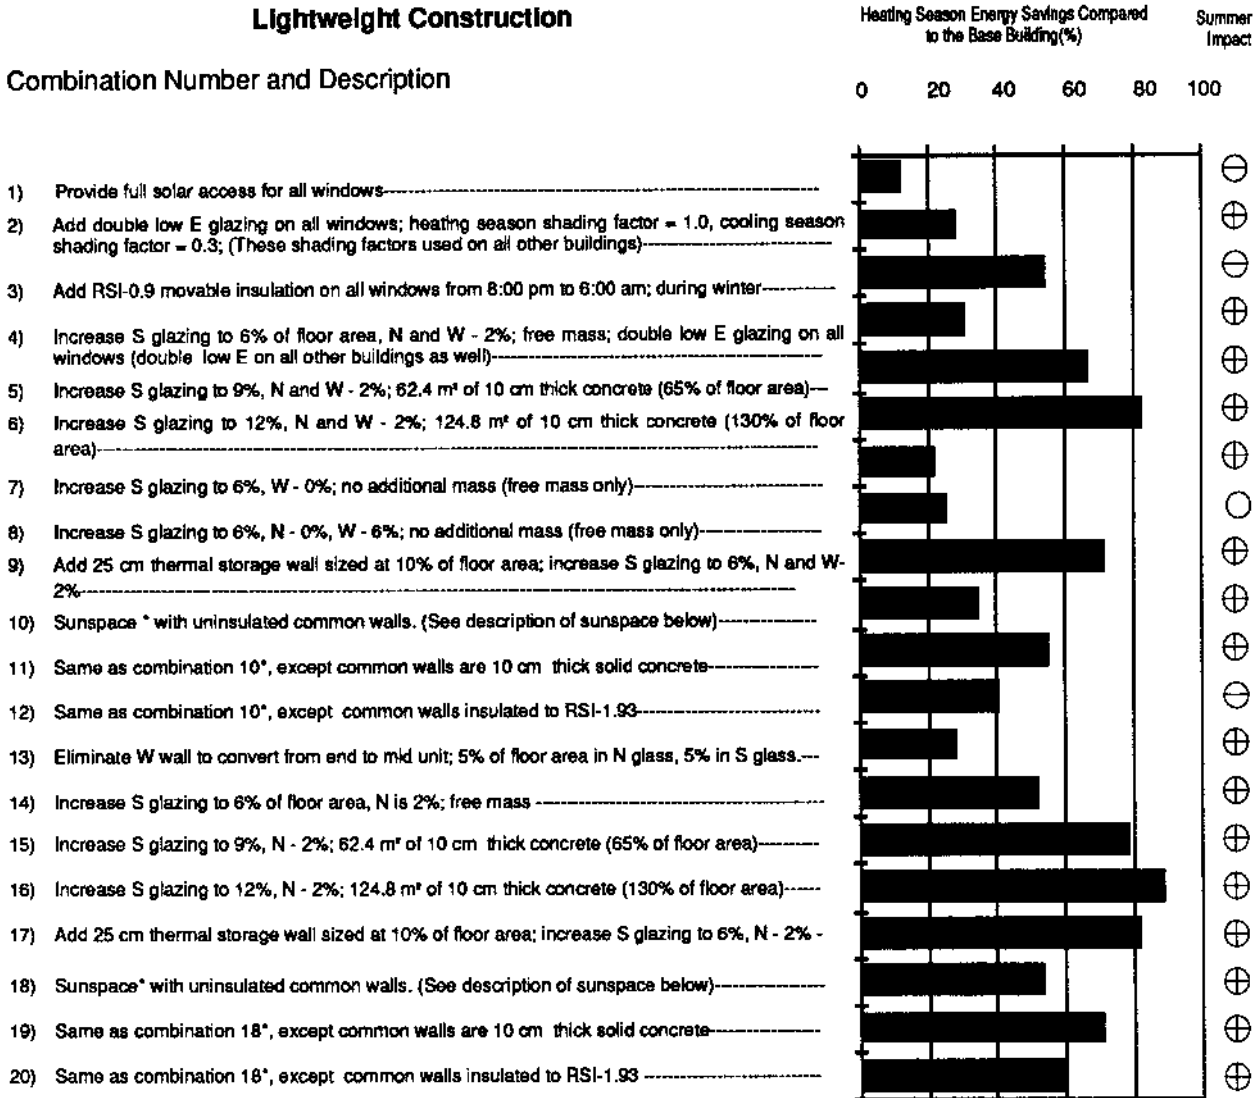 Lightweight Construction
Heating Season Energy Savings Compared
to the Base Building(%)
Summer
Impact
Combination Number and Description
0 20 40 60 80 100
1) Provide full solar access for all windows
2) Add double low E glazing on all windows; heating season shading factor = 1.0, cooling season
shading factor = 0.3; (These shading factors used on all other buildings)
3) Add RSI-0.9 movable insulation on all windows from 8:00 pm to 6:00 am; during winter
4) Increase S glazing to 6% of floor area, N and W - 2%; free mass; double low E glazing on all
windows (double low E on all other buildings as well)
5) Increase S glazing to 9%, N and W - 2%; 62.4 m² of 10 cm thick concrete (65% of floor area)
6) Increase S glazing to 12%, N and W - 2%; 124.8 m² of 10 cm thick concrete (130% of floor
area)
7) Increase S glazing to 6%, W - 0%; no additional mass (free mass only)
8) Increase S glazing to 6%, N - 0%, W - 6%; no additional mass (free mass only)
9) Add 25 cm thermal storage wall sized at 10% of floor area; increase S glazing to 6%, N and W-
2%
10) Sunspace * with uninsulated common walls. (See description of sunspace below)
11) Same as combination 10*, except common walls are 10 cm thick solid concrete
12) Same as combination 10*, except common walls insulated to RSI-1.93
13) Eliminate W wall to convert from end to mid unit; 5% of floor area in N glass, 5% in S glass.
14) Increase S glazing to 6% of floor area, N is 2%; free mass
15) Increase S glazing to 9%, N - 2%; 62.4 m² of 10 cm thick concrete (65% of floor area)
16) Increase S glazing to 12%, N - 2%; 124.8 m² of 10 cm thick concrete (130% of floor area)
17) Add 25 cm thermal storage wall sized at 10% of floor area; increase S glazing to 6%, N - 2% -
18) Sunspace* with uninsulated common walls. (See description of sunspace below)
19) Same as combination 18*, except common walls are 10 cm thick solid concrete
20) Same as combination 18*, except common walls insulated to RSI-1.93